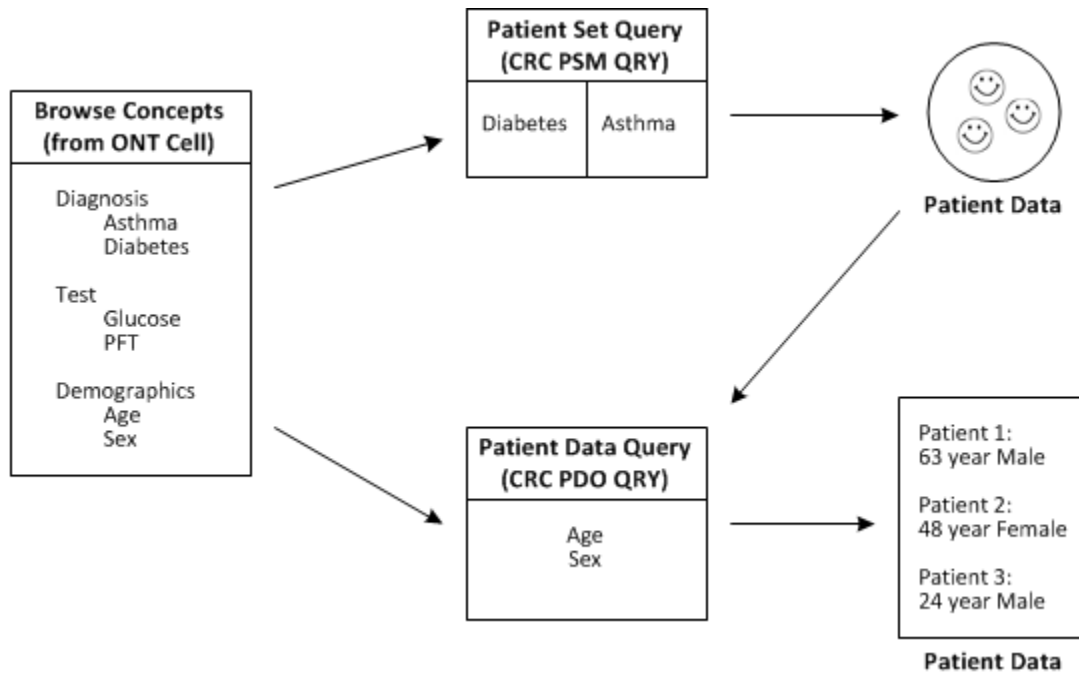 Browse Concepts
(from ONT Cell)
Diagnosis
Asthma
Diabetes
Test
Glucose
PFT
Demographics
Age
Sex
Patient Set Query
(CRC PSM QRY)
Diabetes
Asthma
Patient Data
Patient Data Query
(CRC PDO QRY)
Age
Sex
Patient 1:
63 year Male
Patient 2:
48 year Female
Patient 3:
24 year Male
Patient Data